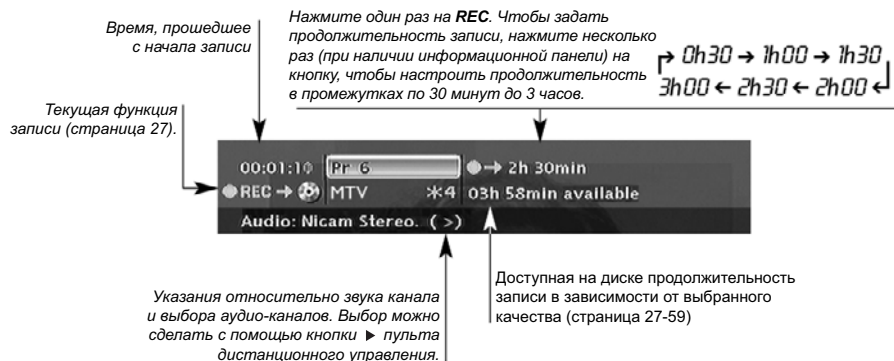 Время, прошедшее
с начала записи
Нажмите один раз на REC. Чтобы задать
продолжительность записи, нажмите несколько
раз (при наличии информационной панели) на
кнопку, чтобы настроить продолжительность
в промежутках по 30 минут до 3 часов.
0h30 → 1h00 → 1h30
3h00 ← 2h30 ← 2h00
Текущая функция
записи (страница 27).
00:01:10 Pr 6 → 2h 30min
REC → MTV *4 03h 58min available
Audio: Nicam Stereo. ( >)
Указания относительно звука канала
и выбора аудио-каналов. Выбор можно
сделать с помощью кнопки ▶ пульта
дистанционного управления.
Доступная на диске продолжительность
записи в зависимости от выбранного
качества (страница 27-59)